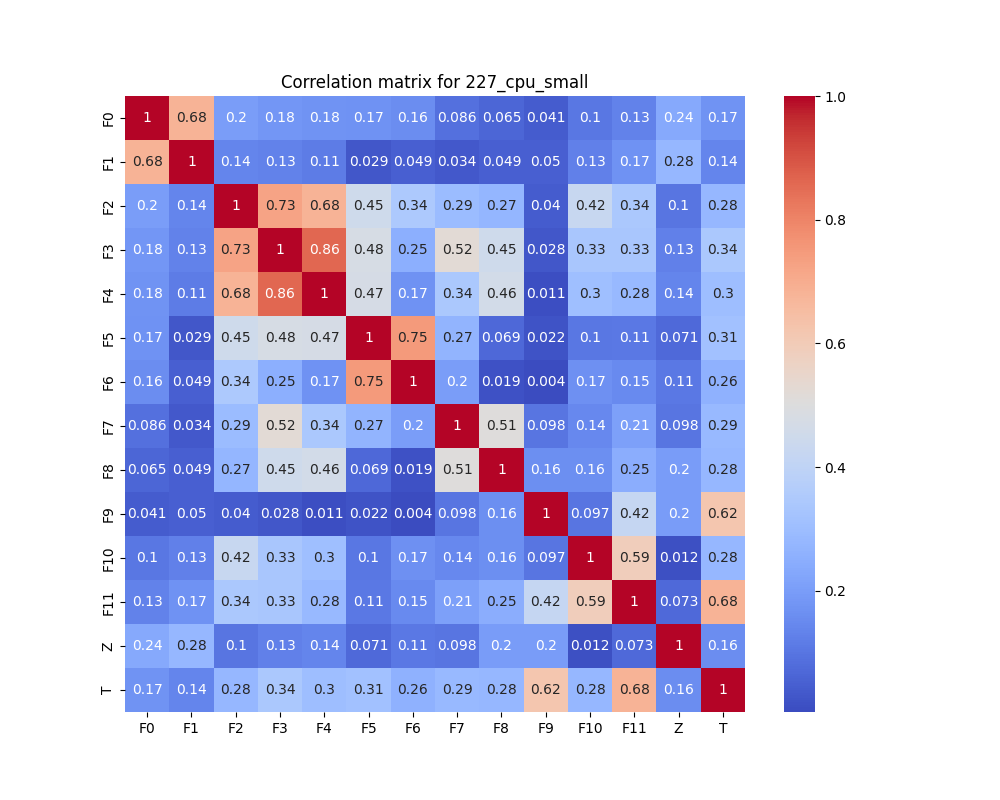 Correlation matrix for 227_cpu_small
F0 1 0.68 0.2 0.18 0.18 0.17 0.16 0.086 0.065 0.041 0.1 0.13 0.24 0.17
F1 0.68 1 0.14 0.13 0.11 0.029 0.049 0.034 0.049 0.05 0.13 0.17 0.28 0.14
F2 0.2 0.14 1 0.73 0.68 0.45 0.34 0.29 0.27 0.04 0.42 0.34 0.1 0.28
F3 0.18 0.13 0.73 1 0.86 0.48 0.25 0.52 0.45 0.028 0.33 0.33 0.13 0.34
F4 0.18 0.11 0.68 0.86 1 0.47 0.17 0.34 0.46 0.011 0.3 0.28 0.14 0.3
F5 0.17 0.029 0.45 0.48 0.47 1 0.75 0.27 0.069 0.022 0.1 0.11 0.071 0.31
F6 0.16 0.049 0.34 0.25 0.17 0.75 1 0.2 0.019 0.004 0.17 0.15 0.11 0.26
F7 0.086 0.034 0.29 0.52 0.34 0.27 0.2 1 0.51 0.098 0.14 0.21 0.098 0.29
F8 0.065 0.049 0.27 0.45 0.46 0.069 0.019 0.51 1 0.16 0.16 0.25 0.2 0.28
F9 0.041 0.05 0.04 0.028 0.011 0.022 0.004 0.098 0.16 1 0.097 0.42 0.2 0.62
F10 0.1 0.13 0.42 0.33 0.3 0.1 0.17 0.14 0.16 0.097 1 0.59 0.012 0.28
F11 0.13 0.17 0.34 0.33 0.28 0.11 0.15 0.21 0.25 0.42 0.59 1 0.073 0.68
Z 0.24 0.28 0.1 0.13 0.14 0.071 0.11 0.098 0.2 0.2 0.012 0.073 1 0.16
T 0.17 0.14 0.28 0.34 0.3 0.31 0.26 0.29 0.28 0.62 0.28 0.68 0.16 1
F0 F1 F2 F3 F4 F5 F6 F7 F8 F9 F10 F11 Z T
1.0
0.8
0.6
0.4
0.2